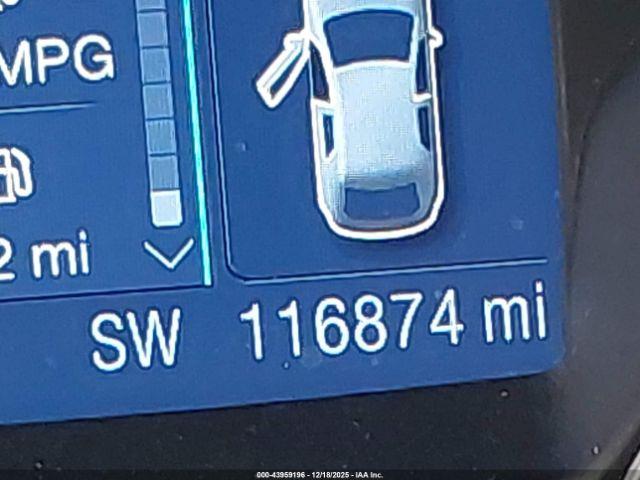 MPG
2 mi
SW 116874 mi
000-43959196 - 12/18/2025 - IAA Inc.